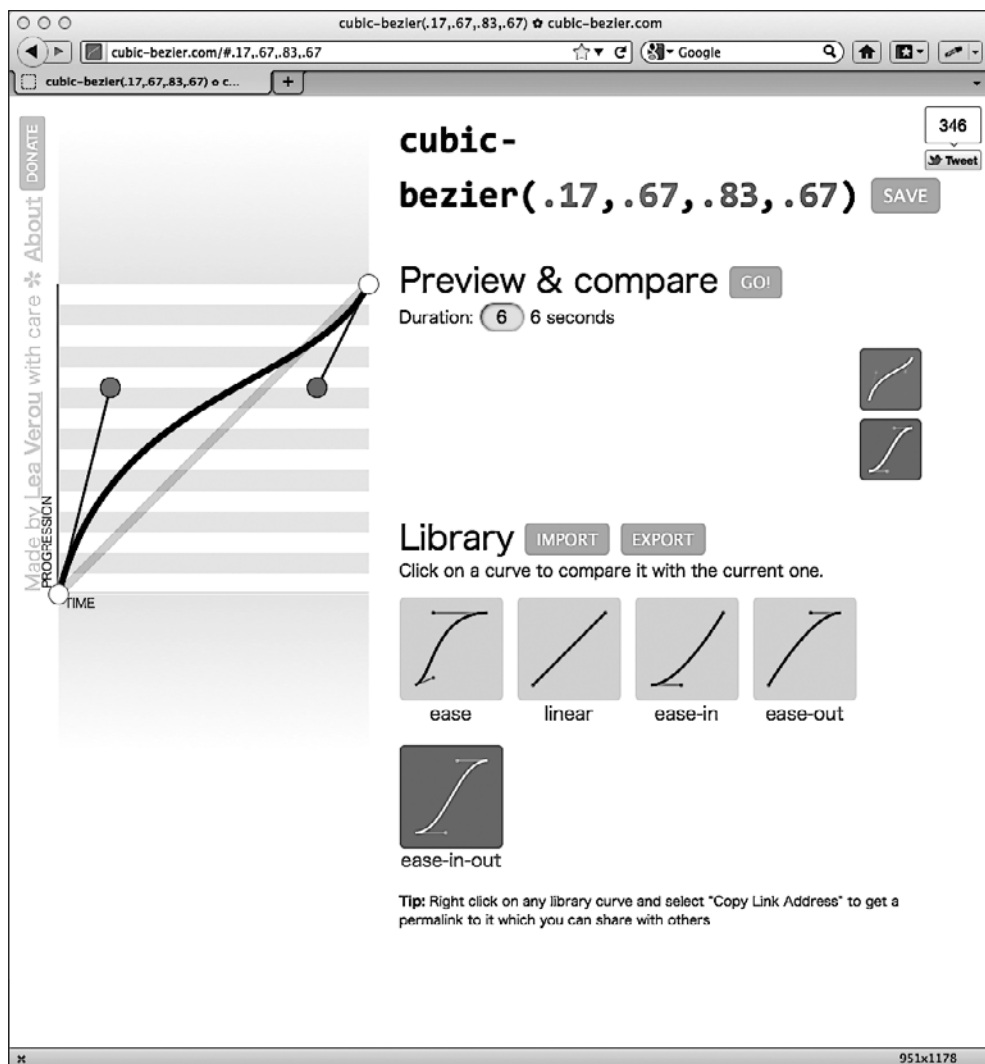 cubic-bezier(.17,.67,.83,.67) ✿ cubic-bezier.com
cubic-bezier.com/#.17,.67,.83,.67
Google
cubic-bezier(.17,.67,.83,.67) o c...
+
346
Tweet
DONATE
Made by Lea Verou with care ✲ About
cubic-
bezier(.17,.67,.83,.67)
SAVE
Preview & compare GO!
Duration: 6 6 seconds
PROGRESSION
TIME
Library IMPORT EXPORT
Click on a curve to compare it with the current one.
ease linear ease-in ease-out
ease-in-out
Tip: Right click on any library curve and select "Copy Link Address" to get a
permalink to it which you can share with others
951x1178